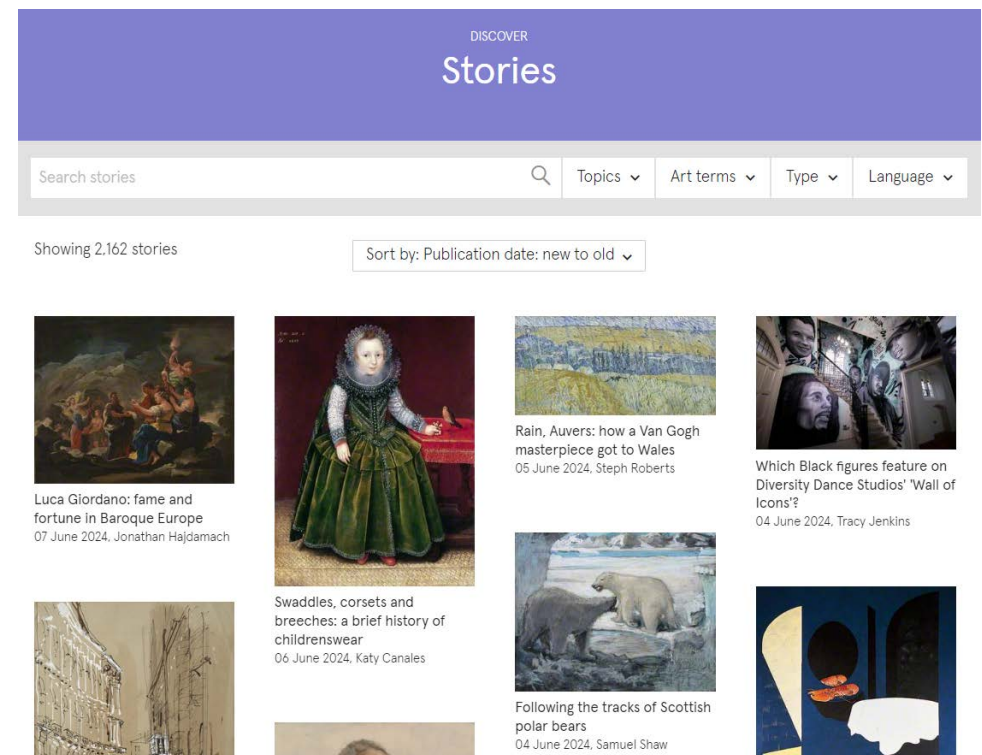 DISCOVER
Stories
Search stories
Topics
Art terms
Type
Language
Showing 2,162 stories
Sort by: Publication date: new to old
Luca Giordano: fame and
fortune in Baroque Europe
07 June 2024, Jonathan Hajdamach
Swaddles, corsets and
breeches: a brief history of
childrenswear
06 June 2024, Katy Canales
Rain, Auvers: how a Van Gogh
masterpiece got to Wales
05 June 2024, Steph Roberts
Which Black figures feature on
Diversity Dance Studios' 'Wall of
Icons'?
04 June 2024, Tracy Jenkins
Following the tracks of Scottish
polar bears
04 June 2024, Samuel Shaw